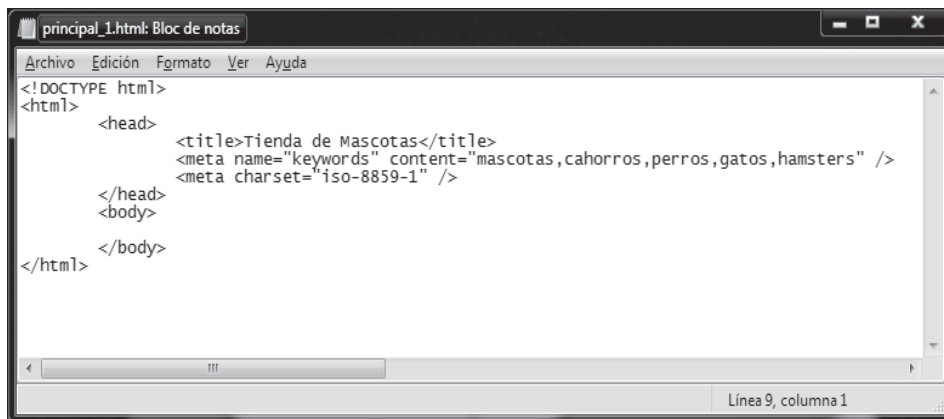 principal_1.html: Bloc de notas
Archivo Edición Formato Ver Ayuda
<!DOCTYPE html>
<html>
<head>
<title>Tienda de Mascotas</title>
<meta name="keywords" content="mascotas,cahorros,perros,gatos,hamsters" />
<meta charset="iso-8859-1" />
</head>
<body>
</body>
</html>
Línea 9, columna 1